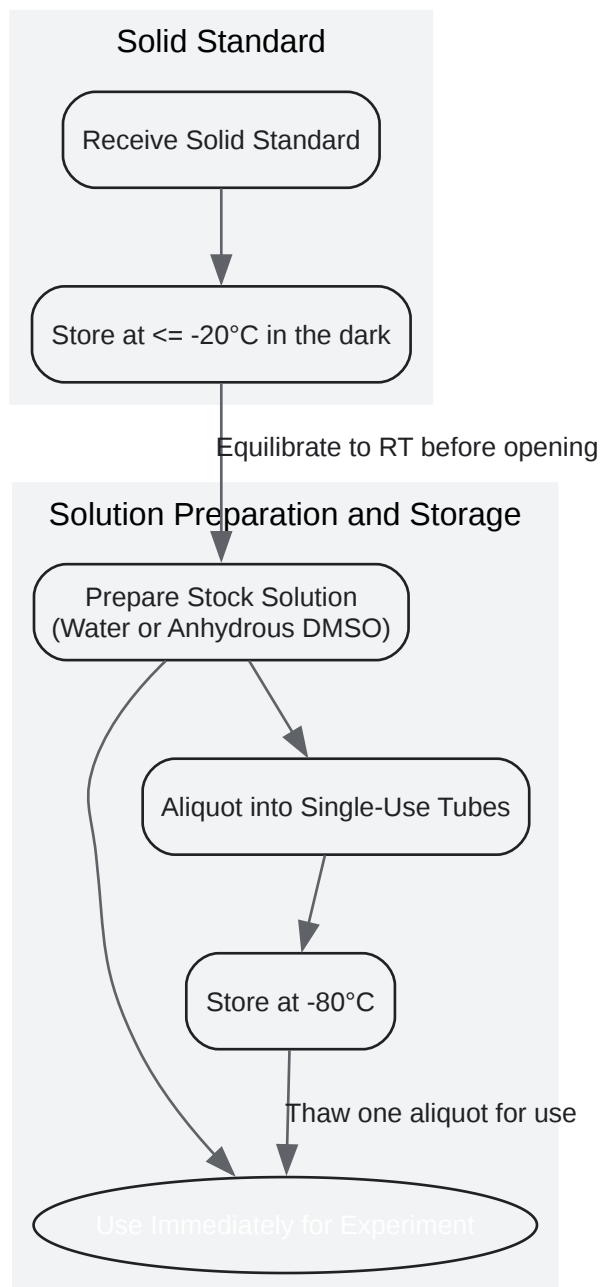 Solid Standard
Receive Solid Standard
Store at <= -20°C in the dark
Equilibrate to RT before opening
Solution Preparation and Storage
Prepare Stock Solution
(Water or Anhydrous DMSO)
Aliquot into Single-Use Tubes
Store at -80°C
Thaw one aliquot for use
Use Immediately for Experiment